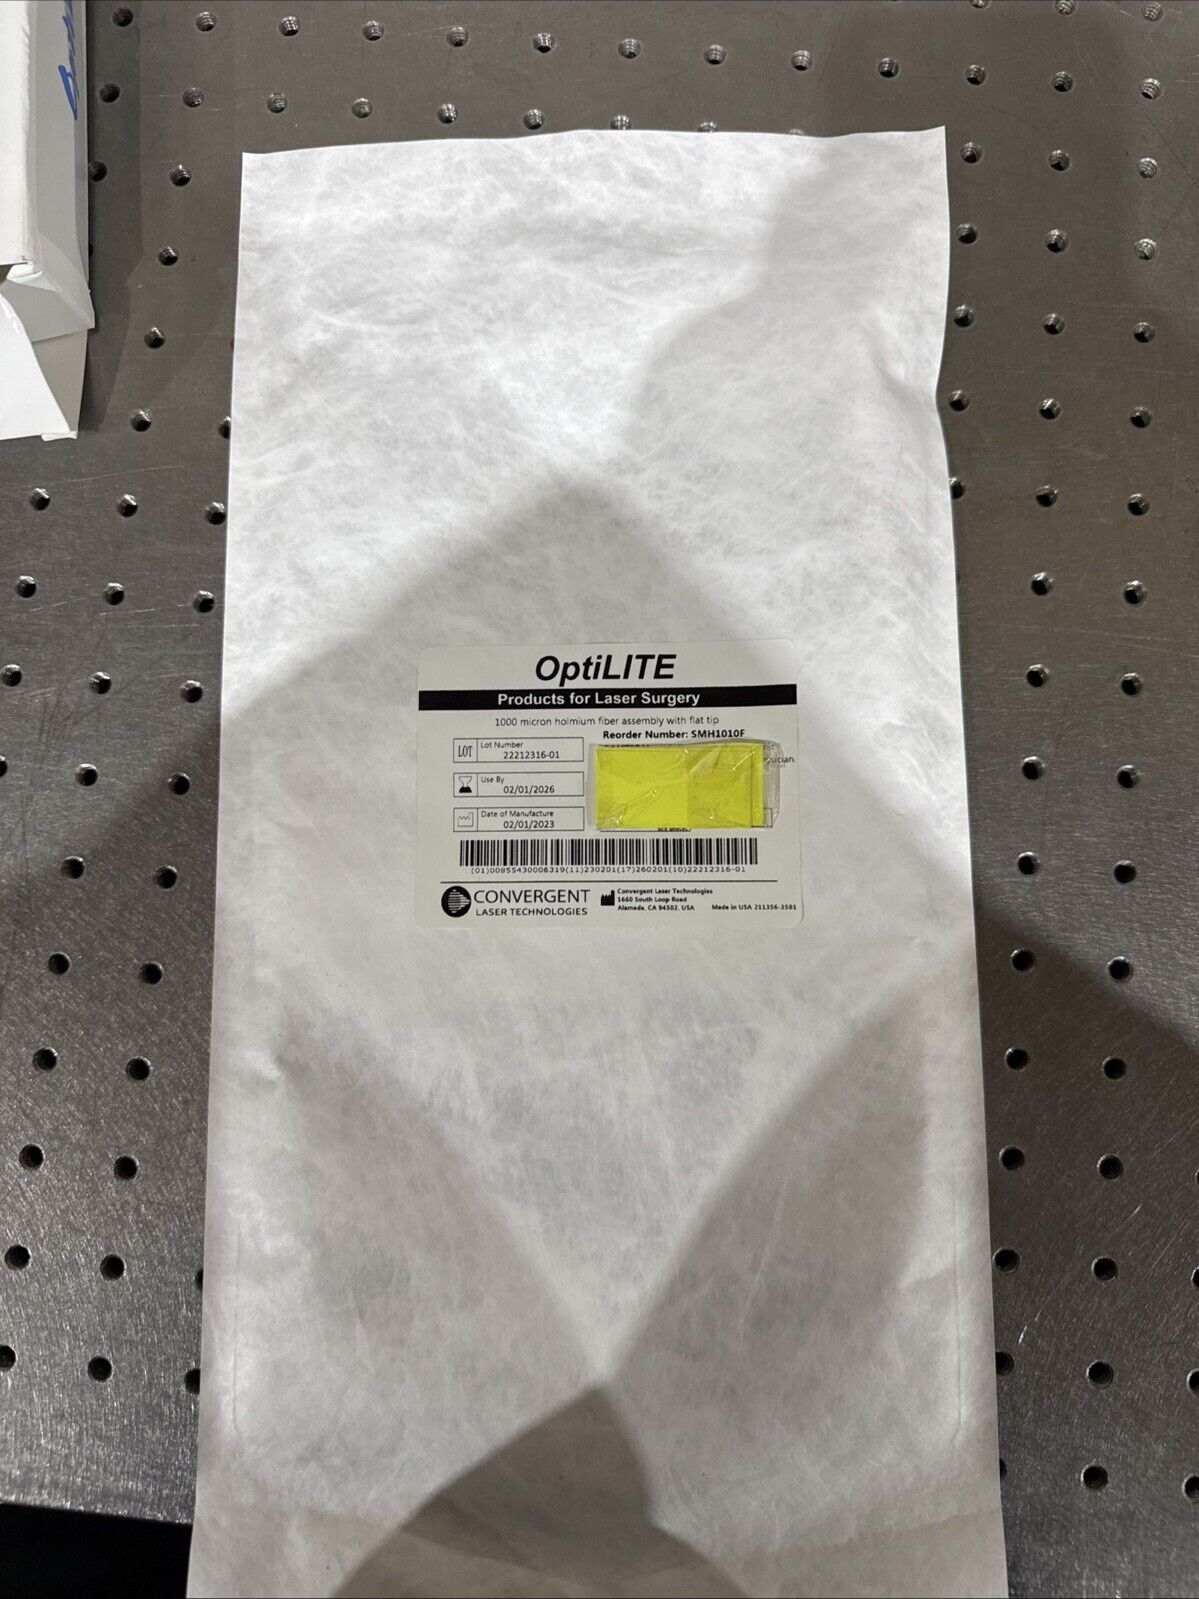 OptiLITE
Products for Laser Surgery
1000 micron holmium fiber assembly with flat tip
Reorder Number: SMH1010F
LOT
Lot Number
22212316-01
Use By
02/01/2026
Date of Manufacture
02/01/2023
(01)00855430006319(11)230201(17)260201(10)22212316-01
CONVERGENT
LASER TECHNOLOGIES
Convergent Laser Technologies
1660 South Loop Road
Alameda, CA 94502, USA
Made in USA 211356-3581